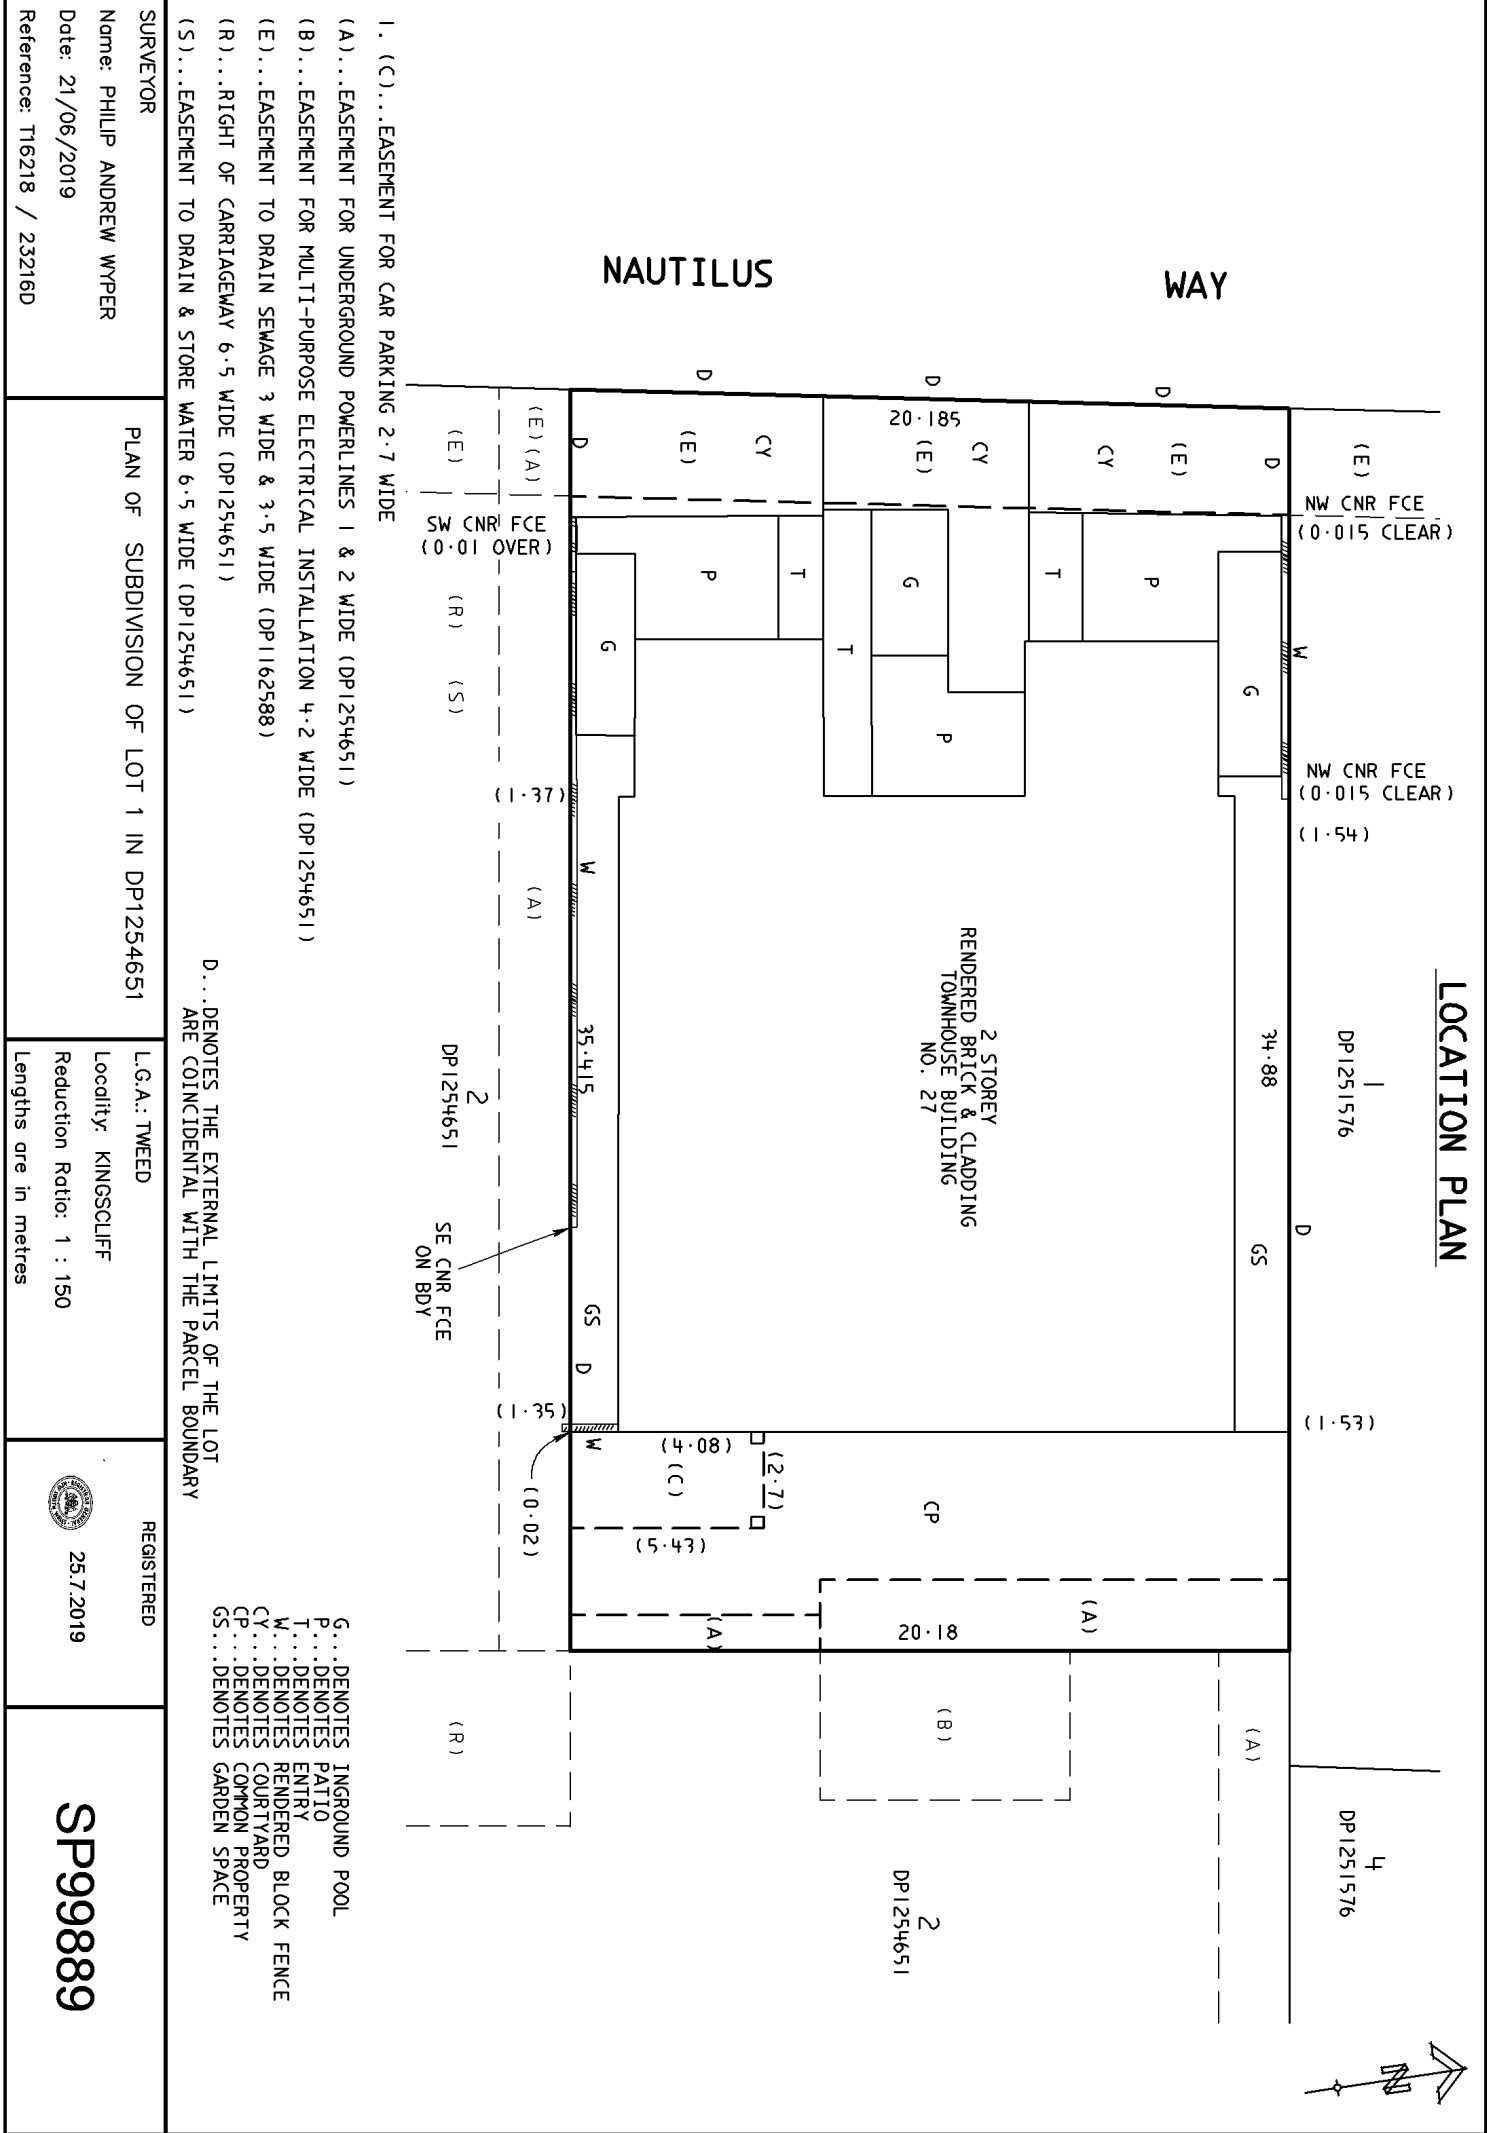 LOCATION PLAN
1
DP1251576
4
DP1251576
(E)
NW CNR FCE
(0·015 CLEAR)
NW CNR FCE
(0·015 CLEAR)
(1·54)
(1·53)
W
D
D
34·88
GS
G
(A)
NAUTILUS
WAY
D
D
D
20·185
CY
(E)
CY
(E)
CY
(E)
P
T
G
T
P
T
P
G
2 STOREY
RENDERED BRICK & CLADDING
TOWNHOUSE BUILDING
NO. 27
CP
(A)
20·18
(A)
(B)
2
DP1254651
(2·7)
(4·08)
(C)
(5·43)
D
W
35·415
GS
D
W
(E)(A)
(E)
SW CNR FCE
(0·01 OVER)
(R)
(S)
(1·37)
(A)
2
DP1254651
SE CNR FCE
ON BDY
(1·35)
(0·02)
(R)
1. (C)...EASEMENT FOR CAR PARKING 2·7 WIDE
(A)...EASEMENT FOR UNDERGROUND POWERLINES 1 & 2 WIDE (DP1254651)
(B)...EASEMENT FOR MULTI-PURPOSE ELECTRICAL INSTALLATION 4·2 WIDE (DP1254651)
(E)...EASEMENT TO DRAIN SEWAGE 3 WIDE & 3·5 WIDE (DP1162588)
(R)...RIGHT OF CARRIAGEWAY 6·5 WIDE (DP1254651)
(S)...EASEMENT TO DRAIN & STORE WATER 6·5 WIDE (DP1254651)
D...DENOTES THE EXTERNAL LIMITS OF THE LOT
ARE COINCIDENTAL WITH THE PARCEL BOUNDARY
G...DENOTES INGROUND POOL
P...DENOTES PATIO
T...DENOTES ENTRY
W...DENOTES RENDERED BLOCK FENCE
CY...DENOTES COURTYARD
CP...DENOTES COMMON PROPERTY
GS...DENOTES GARDEN SPACE
SURVEYOR
Name: PHILIP ANDREW WYPER
Date: 21/06/2019
Reference: T16218 / 23216D
PLAN OF SUBDIVISION OF LOT 1 IN DP1254651
L.G.A.: TWEED
Locality: KINGSCLIFF
Reduction Ratio: 1 : 150
Lengths are in metres
REGISTERED
25.7.2019
SP99889
N